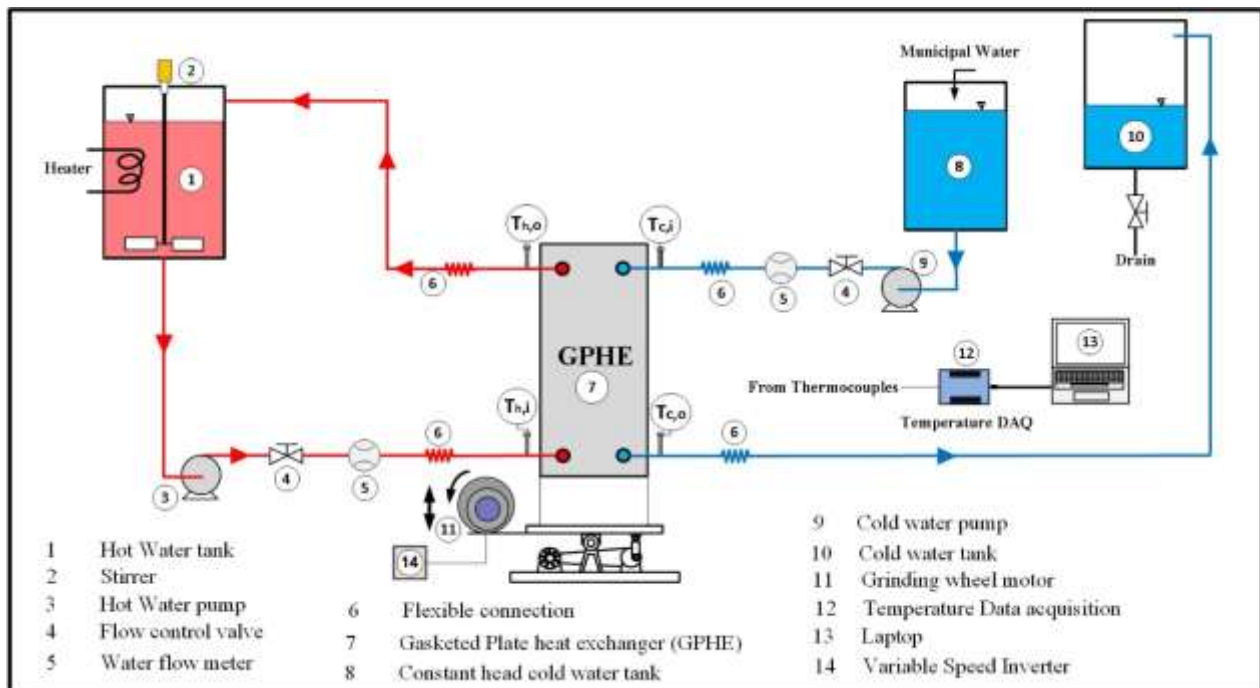 2
Municipal Water
10
Heater
1
8
Th,o
Tc,i
9
Drain
6
6
5
4
GPHE
7
13
12
From Thermocouples
Temperature DAQ
Th,i
Tc,o
6
6
3
4
5
11
14
1 Hot Water tank
2 Stirrer
3 Hot Water pump
4 Flow control valve
5 Water flow meter
6 Flexible connection
7 Gasketed Plate heat exchanger (GPHE)
8 Constant head cold water tank
9 Cold water pump
10 Cold water tank
11 Grinding wheel motor
12 Temperature Data acquisition
13 Laptop
14 Variable Speed Inverter